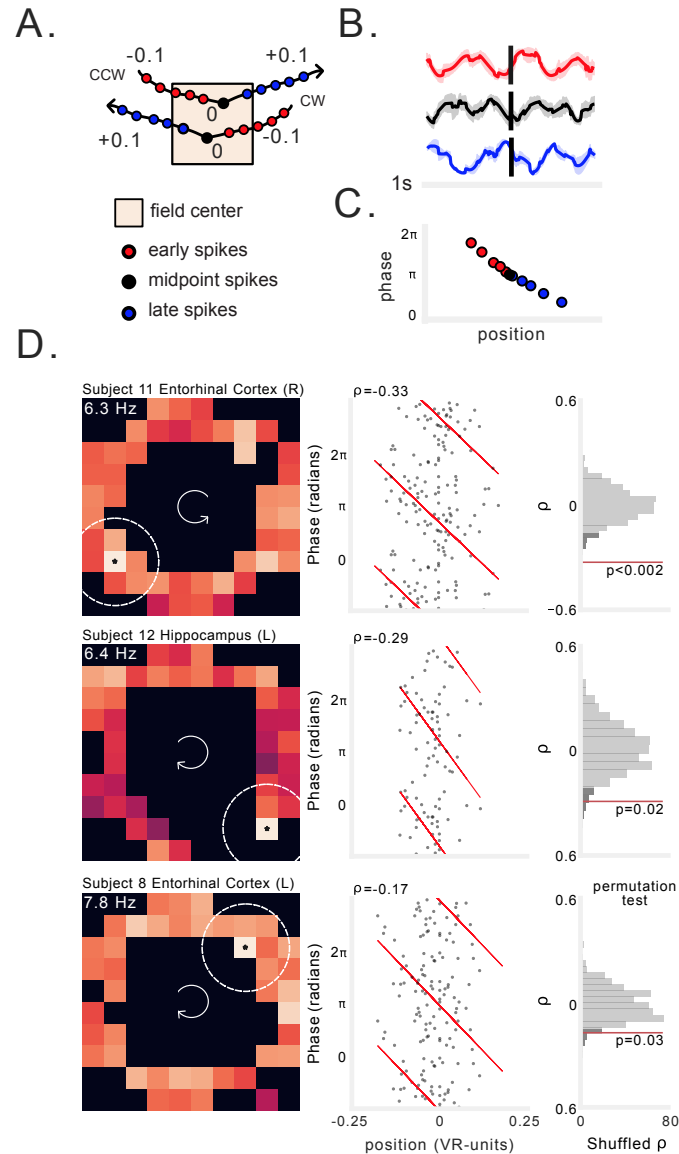 A.
-0.1
+0.1
CCW
CW
0
+0.1
0
-0.1
field center
early spikes
midpoint spikes
late spikes
B.
1s
C.
2π
π
0
phase
position
D.
Subject 11 Entorhinal Cortex (R)
6.3 Hz
ρ=-0.33
Phase (radians)
2π
π
0
0.6
ρ
0
p<0.002
−0.6
Subject 12 Hippocampus (L)
6.4 Hz
ρ=-0.29
Phase (radians)
2π
π
0
0.6
ρ
0
p=0.02
0.6
Subject 8 Entorhinal Cortex (L)
7.8 Hz
ρ=-0.17
Phase (radians)
2π
π
0
-0.25
0
0.25
position (VR-units)
permutation
test
0.6
ρ
0
p=0.03
0.6
0
80
Shuffled ρ